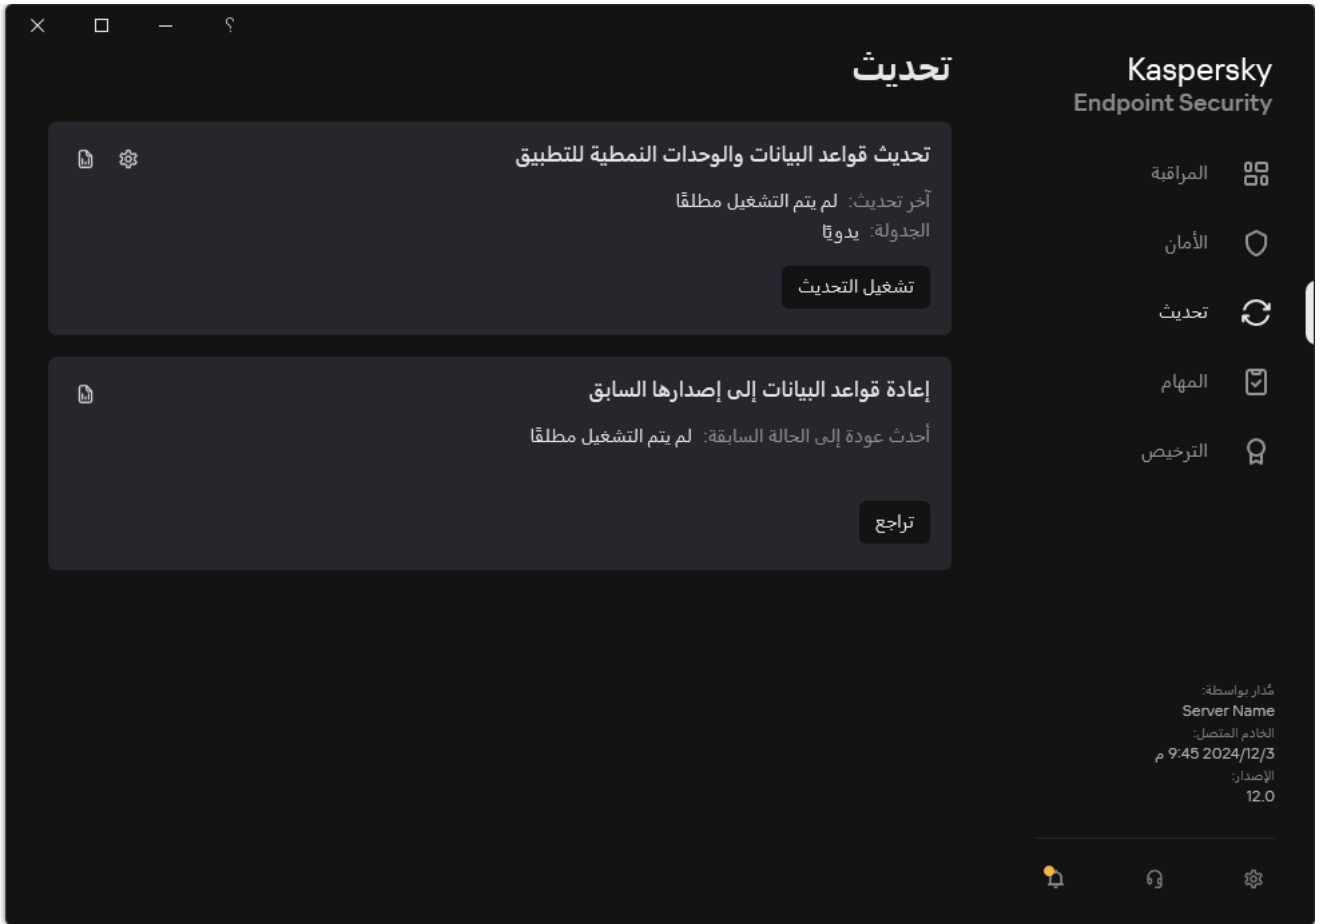 ؟
Kaspersky
Endpoint Security
المراقبة
الأمان
تحديث
المهام
الترخيص
مُدار بواسطة:
Server Name
الخادم المتصل:
2024/12/3 9:45 م
الإصدار:
12.0
تحديث
تحديث قواعد البيانات والوحدات النمطية للتطبيق
آخر تحديث: لم يتم التشغيل مطلقًا
الجدولة: يدويًا
تشغيل التحديث
إعادة قواعد البيانات إلى إصدارها السابق
أحدث عودة إلى الحالة السابقة: لم يتم التشغيل مطلقًا
تراجع